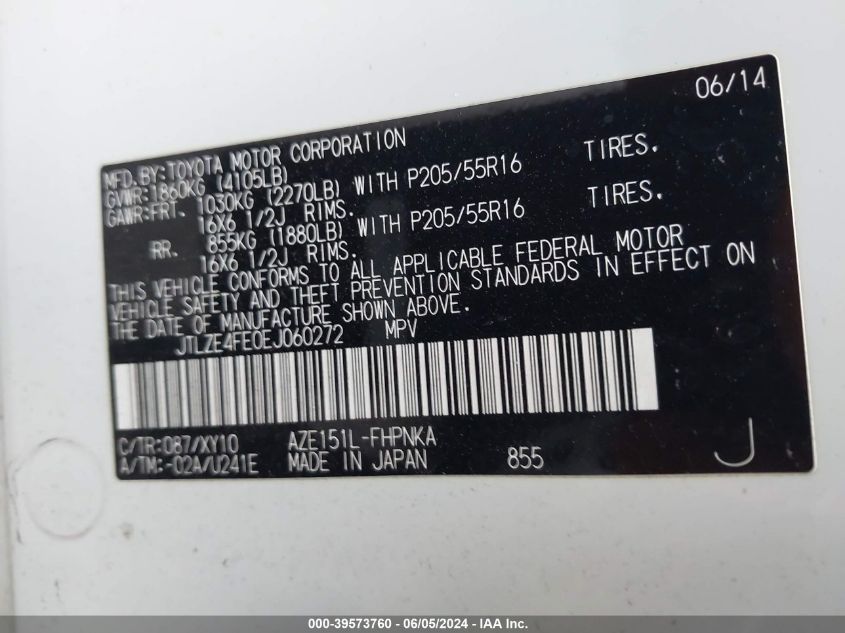 06/14
MFD.BY:TOYOTA MOTOR CORPORATION
GVWR:1860KG (4105LB)
GAWR:FRT. 1030KG (2270LB) WITH P205/55R16 TIRES.
16X6 1/2J RIMS.
RR. 855KG (1880LB) WITH P205/55R16 TIRES.
16X6 1/2J RIMS.
THIS VEHICLE CONFORMS TO ALL APPLICABLE FEDERAL MOTOR
VEHICLE SAFETY AND THEFT PREVENTION STANDARDS IN EFFECT ON
THE DATE OF MANUFACTURE SHOWN ABOVE.
JTLZE4FE0EJ060272 MPV
C/TR:087/XY10 AZE151L-FHPNKA
A/TM:-02A/U241E MADE IN JAPAN 855 J
000-39573760 - 06/05/2024 - IAA Inc.